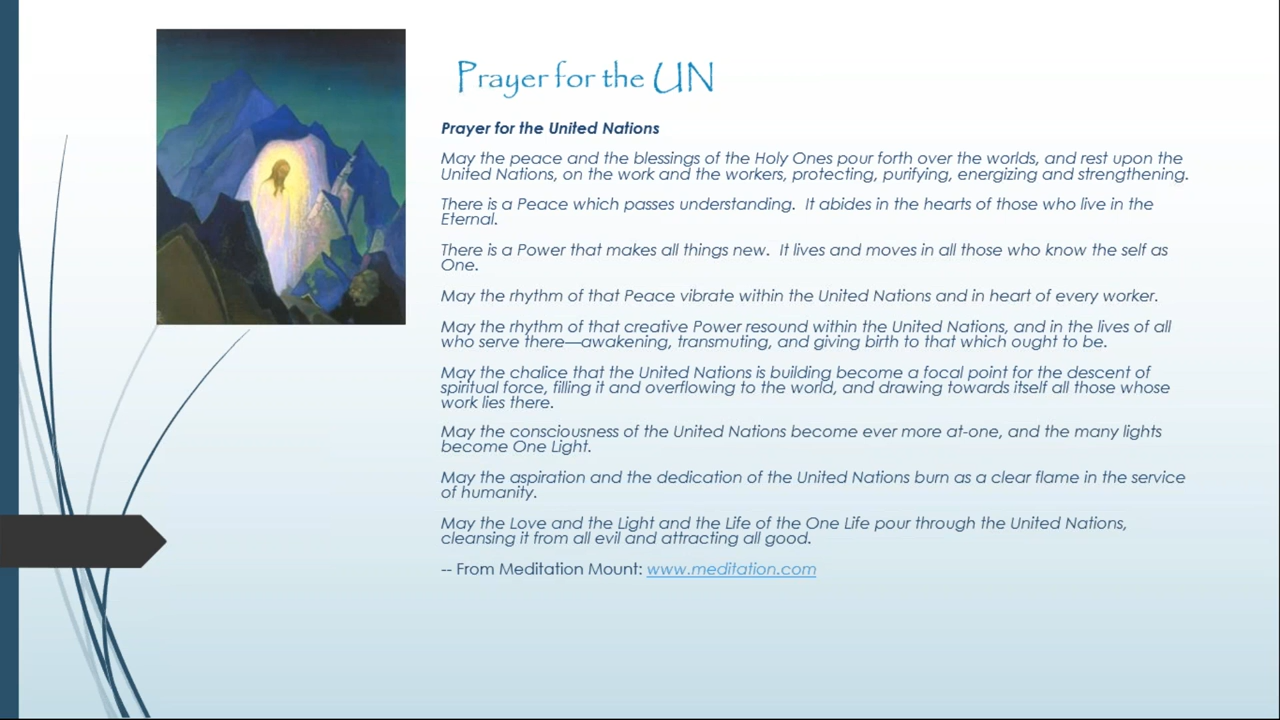 Prayer for the UN
Prayer for the United Nations
May the peace and the blessings of the Holy Ones pour forth over the worlds, and rest upon the
United Nations, on the work and the workers, protecting, purifying, energizing and strengthening.
There is a Peace which passes understanding.  It abides in the hearts of those who live in the
Eternal.
There is a Power that makes all things new.  It lives and moves in all those who know the self as
One.
May the rhythm of that Peace vibrate within the United Nations and in heart of every worker.
May the rhythm of that creative Power resound within the United Nations, and in the lives of all
who serve there—awakening, transmuting, and giving birth to that which ought to be.
May the chalice that the United Nations is building become a focal point for the descent of
spiritual force, filling it and overflowing to the world, and drawing towards itself all those whose
work lies there.
May the consciousness of the United Nations become ever more at-one, and the many lights
become One Light.
May the aspiration and the dedication of the United Nations burn as a clear flame in the service
of humanity.
May the Love and the Light and the Life of the One Life pour through the United Nations,
cleansing it from all evil and attracting all good.
-- From Meditation Mount: www.meditation.com